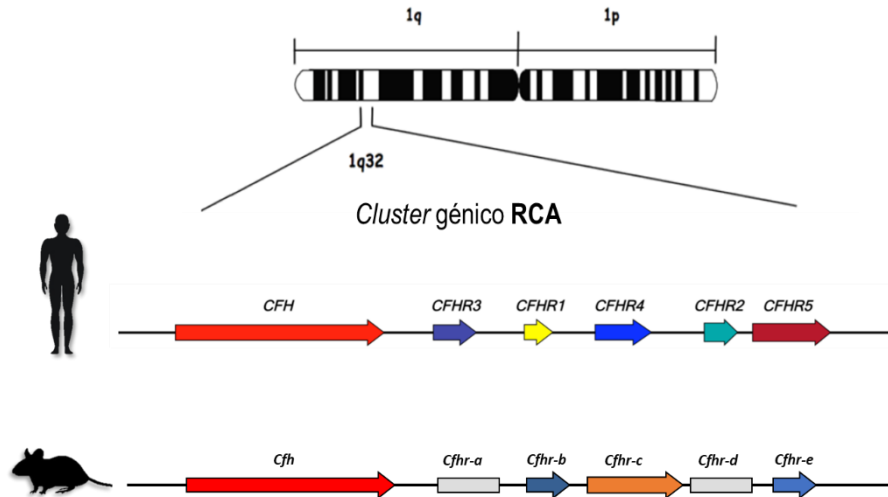 1q 1p
1q32
Cluster génico RCA
CFH CFHR3 CFHR1 CFHR4 CFHR2 CFHR5
Cfh Cfhr-a Cfhr-b Cfhr-c Cfhr-d Cfhr-e